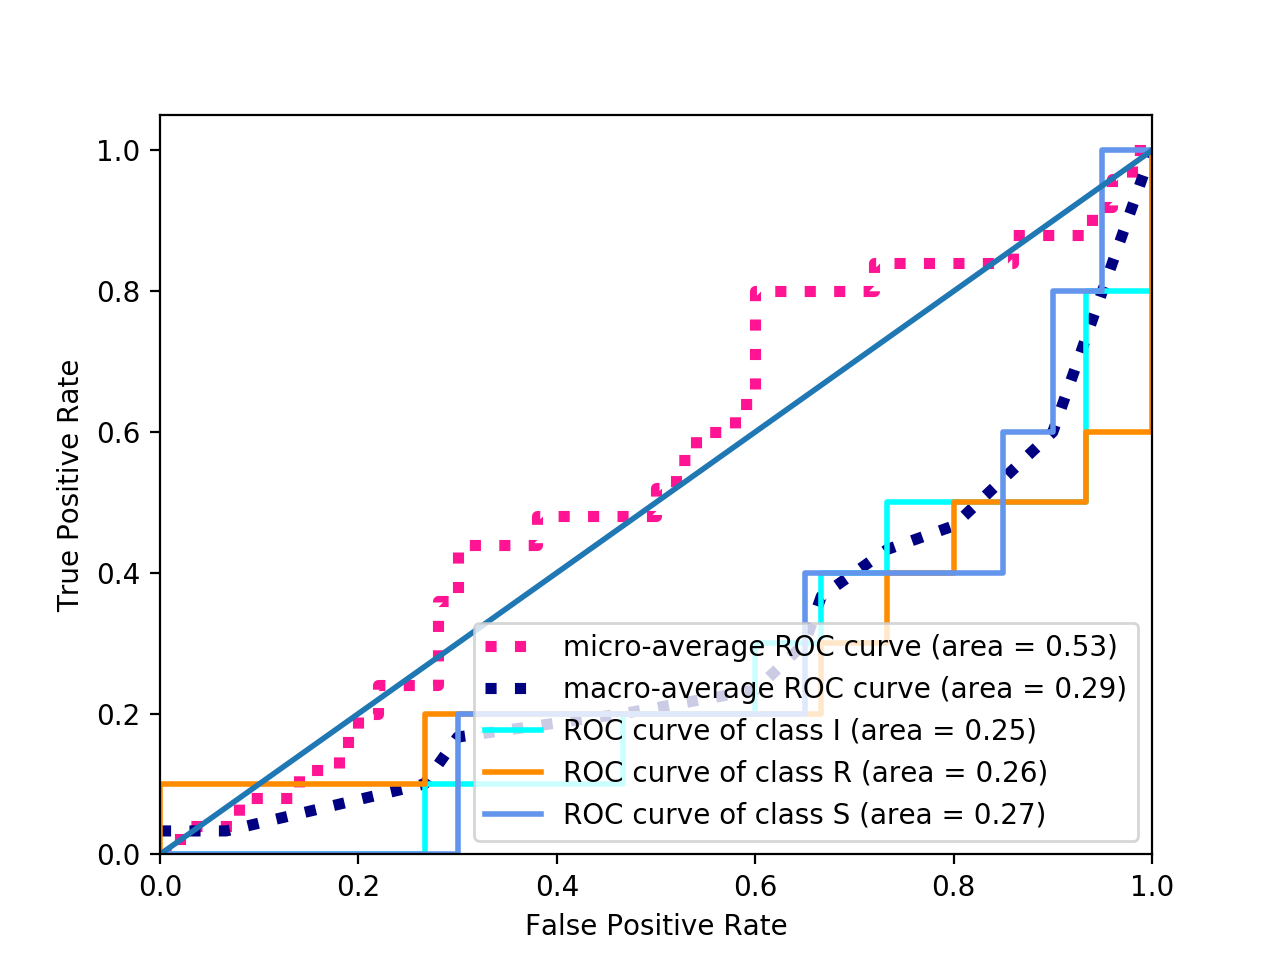 1.0
0.8
0.6
0.4
0.2
0.0
True Positive Rate
micro-average ROC curve (area = 0.53)
macro-average ROC curve (area = 0.29)
ROC curve of class I (area = 0.25)
ROC curve of class R (area = 0.26)
ROC curve of class S (area = 0.27)
0.0 0.2 0.4 0.6 0.8 1.0
False Positive Rate